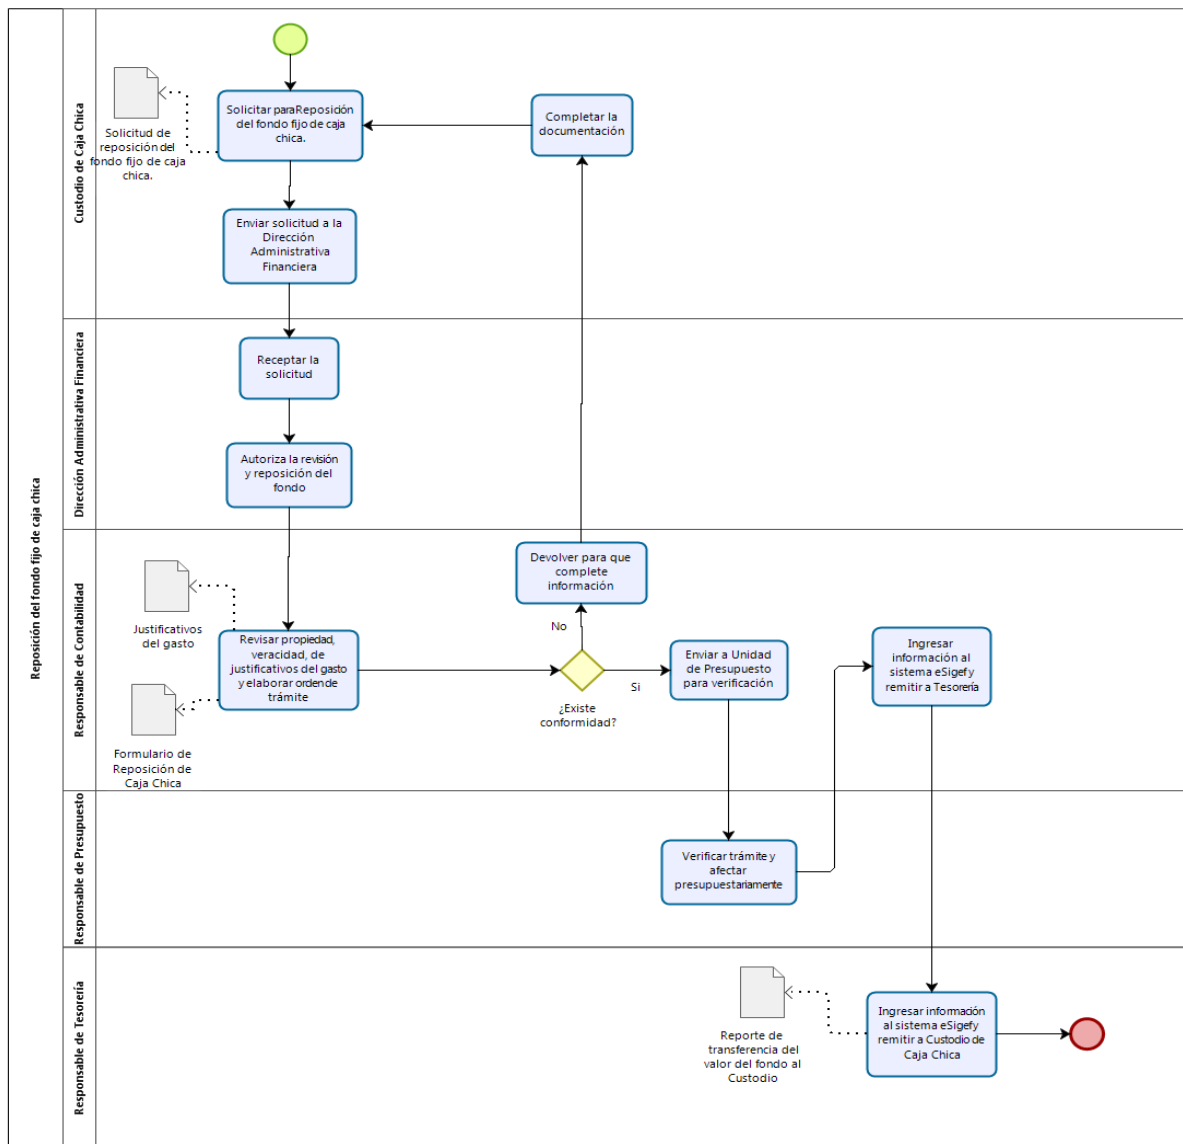 Reposición del fondo fijo de caja chica
Custodio de Caja Chica
Solicitud de
reposición del
fondo fijo de caja
chica.
Solicitar paraReposición
del fondo fijo de caja
chica.
Completar la
documentación
Enviar solicitud a la
Dirección
Administrativa
Financiera
Dirección Administrativa Financiera
Receptar la
solicitud
Autoriza la revisión
y reposición del
fondo
Responsable de Contabilidad
Justificativos
del gasto
Formulario de
Reposición de
Caja Chica
Revisar propiedad,
veracidad, de
justificativos del gasto
y elaborar orden de
trámite
Devolver para que
complete
información
No
¿Existe
conformidad?
Si
Enviar a Unidad
de Presupuesto
para verificación
Ingresar
información al
sistema eSigef y
remitir a Tesorería
Responsable de Presupuesto
Verificar trámite y
afectar
presupuestariamente
Responsable de Tesorería
Reporte de
transferencia del
valor del fondo al
Custodio
Ingresar información
al sistema eSigef y
remitir a Custodio de
Caja Chica